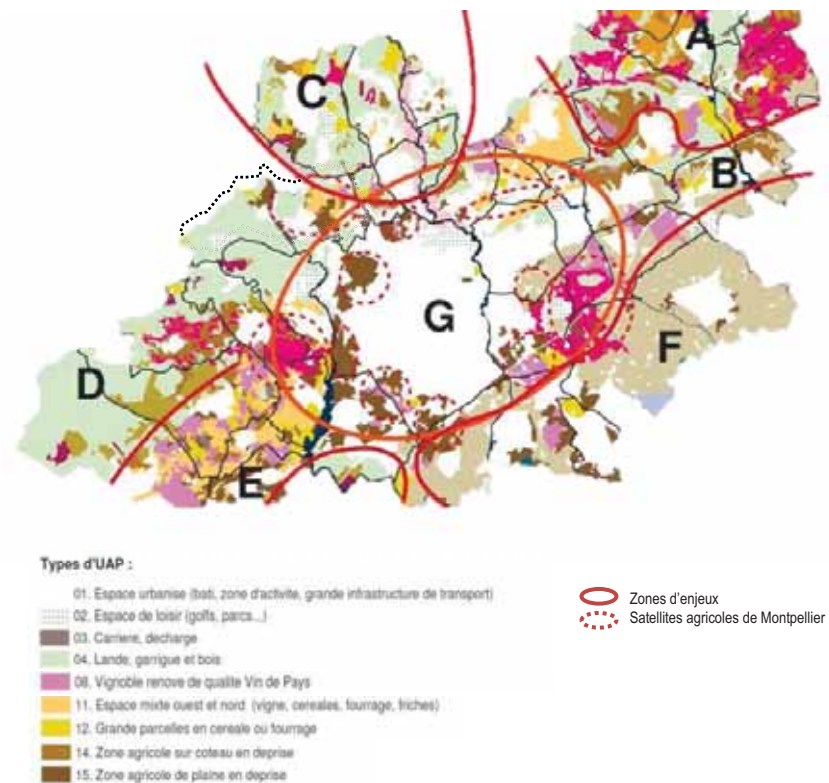 A
C
B
G
F
D
E
Types d'UAP :
01. Espace urbanise (bati, zone d'activite, grande infrastructure de transport)
02. Espace de loisir (golfs, parcs...)
03. Carriere, decharge
04. Lande, garrigue et bois
08. Vignoble renove de qualite Vin de Pays
11. Espace mixte ouest et nord (vigne, cereales, fourrage, friches)
12. Grande parcelles en cereale ou fourrage
14. Zone agricole sur coteau en deprise
15. Zone agricole de plaine en deprise
Zones d'enjeux
Satellites agricoles de Montpellier